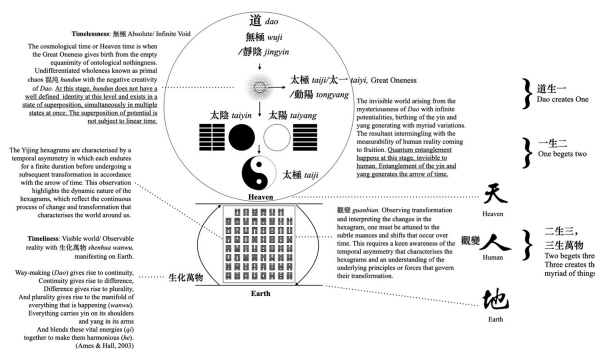 道 dao
無極 wuji
/靜陰 jingyin
太極 taiji/太一 taiyi, Great Oneness
/動陽 tongyang
太陰 taiyin
太陽 taiyang
太極 taiji
Heaven
Earth
Timelessness: 無極 Absolute/ Infinite Void
The cosmological time or Heaven time is when
the Great Oneness gives birth from the empty
equanimity of ontological nothingness.
Undifferentiated wholeness known as primal
chaos 混沌 hundun with the negative creativity
of Dao. At this stage, hundun does not have a
well defined identity at this level and exists in a
state of superposition, simultaneously in multiple
states at once. The superposition of potential is
not subject to linear time.
The Yijing hexagrams are characterised by a
temporal asymmetry in which each endures
for a finite duration before undergoing a
subsequent transformation in accordance
with the arrow of time. This observation
highlights the dynamic nature of the
hexagrams, which reflect the continuous
process of change and transformation that
characterises the world around us.
Timeliness: Visible world/ Observable
reality with 生化萬物 shenhua wanwu,
manifesting on Earth.
Way-making (Dao) gives rise to continuity,
Continuity gives rise to difference,
Difference gives rise to plurality,
And plurality gives rise to the manifold of
everything that is happening (wanwu).
Everything carries yin on its shoulders
and yang in its arms
And blends these vital energies (qi)
together to make them harmonious (he).
(Ames & Hall, 2003)
生化萬物
The invisible world arising from the
mysteriousness of Dao with infinite
potentialities, birthing of the yin and
yang generating with myriad variations.
The resultant intermingling with the
measurability of human reality coming
to fruition. Quantum entanglement
happens at this stage, invisible to
human. Entanglement of the yin and
yang generates the arrow of time.
觀變 guanbian. Observing transformation
and interpreting the changes in the
hexagram, one must be attuned to the
subtle nuances and shifts that occur over
time. This requires a keen awareness of the
temporal asymmetry that characterises the
hexagrams and an understanding of the
underlying principles or forces that govern
their transformation.
天
Heaven
觀變 人
Human
地
Earth
道生一
Dao creates One
一生二
One begets two
二生三,
三生萬物
Two begets thre
Three creates th
myriad of things